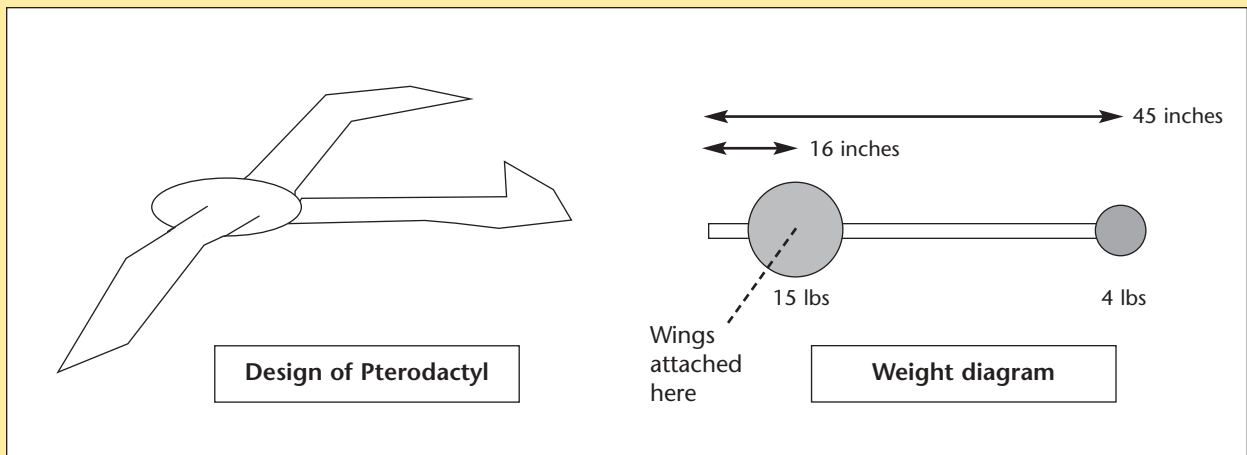 45 inches
16 inches
15 lbs
4 lbs
Wings
attached
here
Design of Pterodactyl
Weight diagram